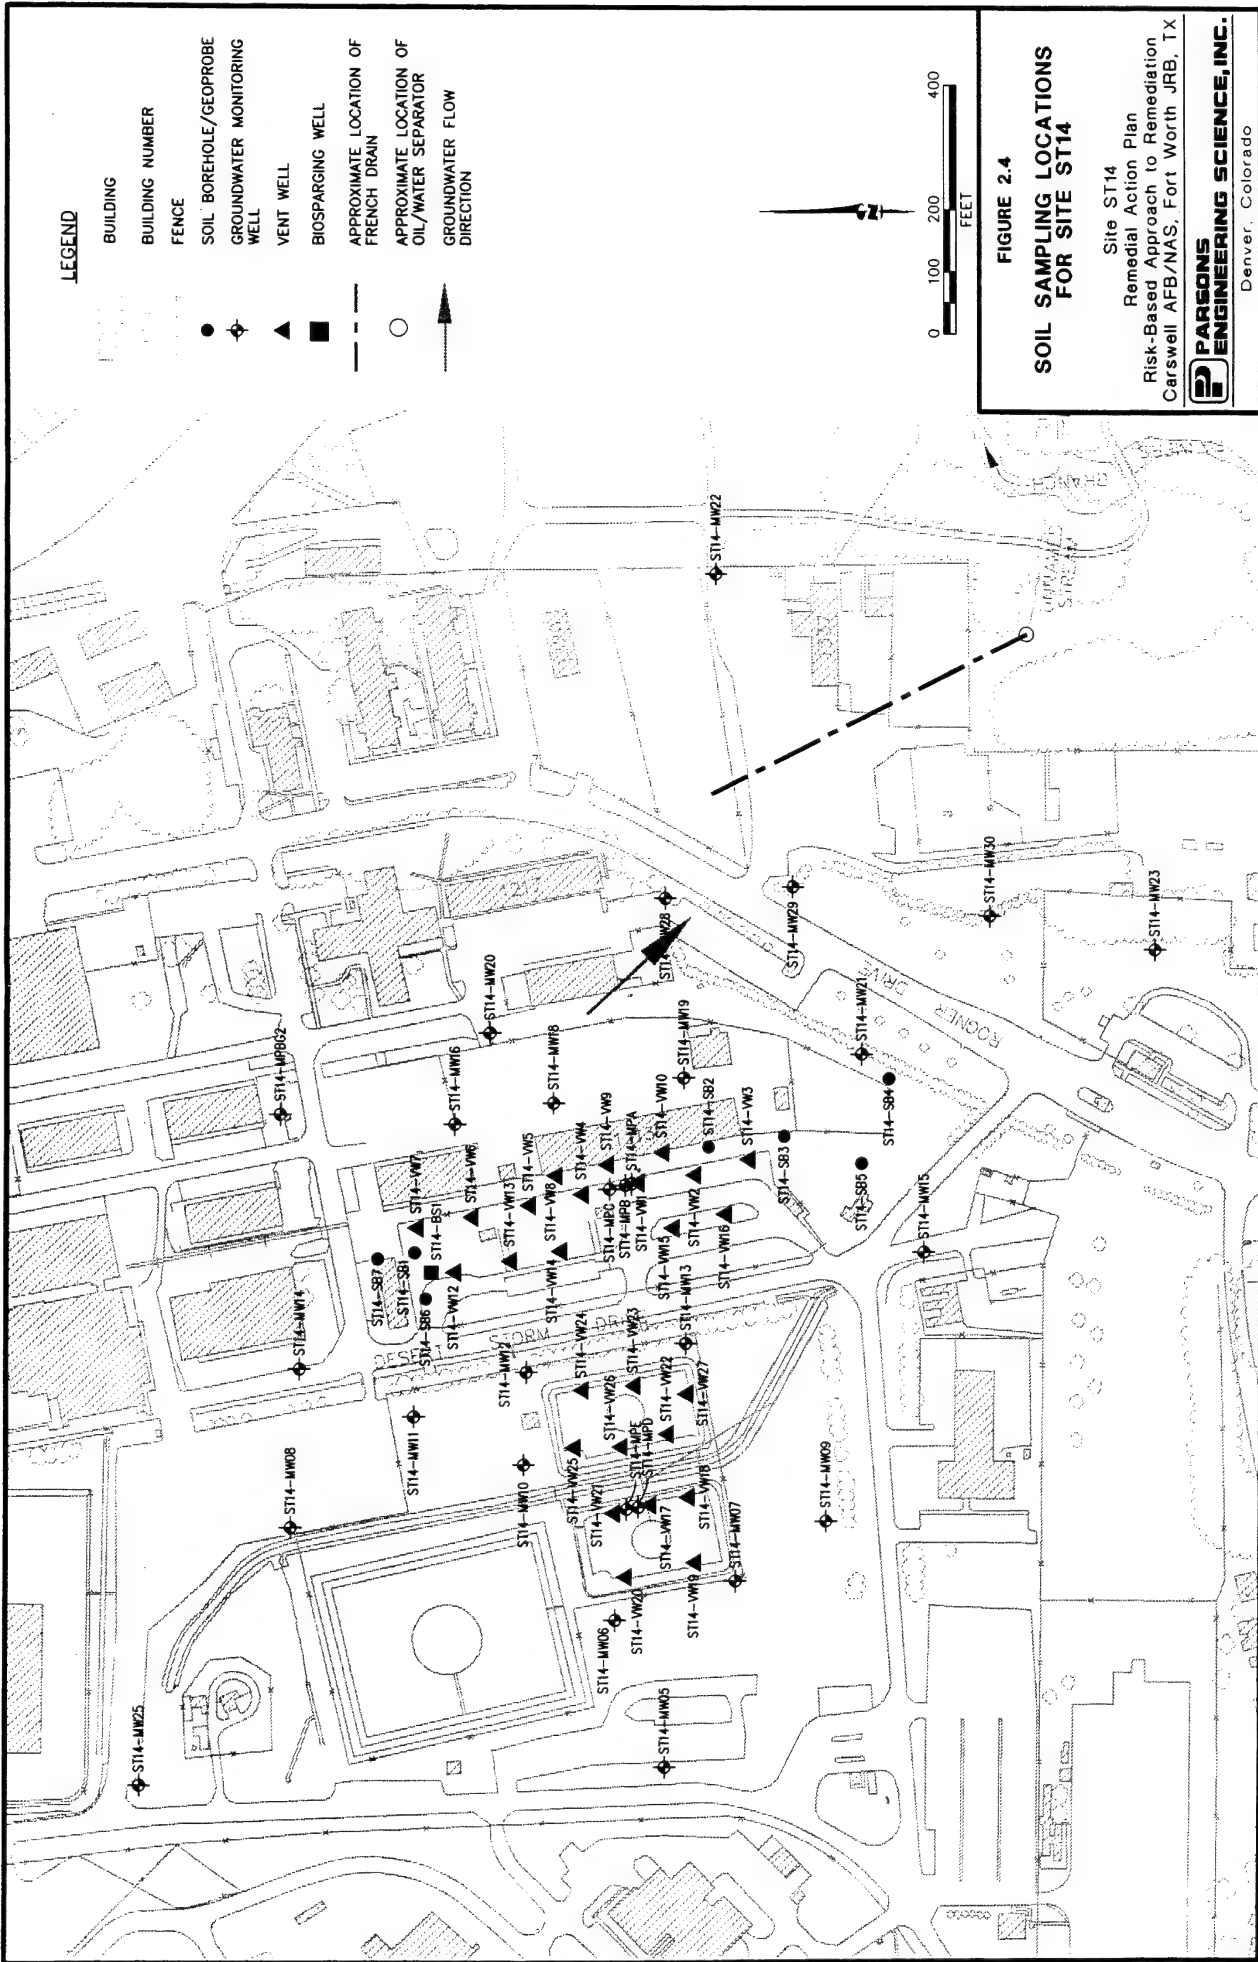 LEGEND
BUILDING
BUILDING NUMBER
FENCE
SOIL BOREHOLE/GEOPROBE
GROUNDWATER MONITORING
WELL
VENT WELL
BIOSPARGING WELL
APPROXIMATE LOCATION OF
FRENCH DRAIN
APPROXIMATE LOCATION OF
OIL/WATER SEPARATOR
GROUNDWATER FLOW
DIRECTION
0 100 200 400
FEET
FIGURE 2.4
SOIL SAMPLING LOCATIONS
FOR SITE ST14
Site ST14
Remedial Action Plan
Risk-Based Approach to Remediation
Carswell AFB/NAS, Fort Worth JRB, TX
PARSONS
ENGINEERING SCIENCE, INC.
Denver, Colorado
ST14-MW25
ST14-MW08
ST14-MW14
ST14-MPBG2
ST14-MW11
ST14-SB7
ST14-SB1
ST14-SB6
ST14-BS1
ST14-VW7
ST14-VW12
ST14-VW6
ST14-MW16
ST14-MW20
ST14-MW10
ST14-MW12
STORM
ST14-VW13
ST14-VW5
ST14-VW14
ST14-VW8
ST14-VW4
ST14-MW18
ST14-VW25
ST14-VW24
ST14-VW26
ST14-VW21
ST14-MPC
ST14-VW9
ST14-MPB
ST14-MPA
ST14-VW1
ST14-MW06
ST14-VW20
ST14-MPE
ST14-MPD
ST14-VW23
ST14-VW22
ST14-VW17
ST14-VW15
ST14-VW10
ST14-VW2
ST14-MW28
ST14-MW05
ST14-VW19
ST14-VW18
ST14-VW27
ST14-MW13
ST14-VW16
ST14-SB2
ST14-MW19
ST14-MW22
ST14-MW07
ST14-VW3
ST14-SB3
ST14-MW29
ST14-MW09
ST14-SB5
ST14-SB4
ST14-MW21
ROGNER DRIVE
ST14-MW15
ST14-MW30
ST14-MW23
UNNAMED
STREAM
BRANCH